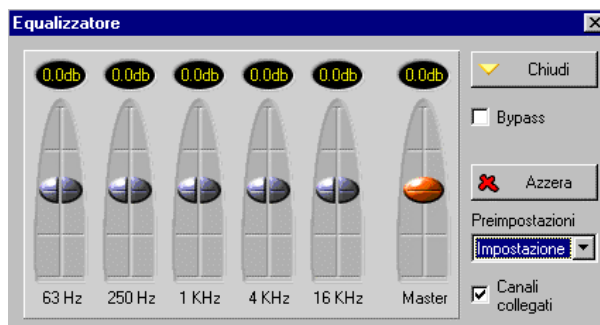 Equalizzatore
0.0db 0.0db 0.0db 0.0db 0.0db 0.0db
63 Hz 250 Hz 1 KHz 4 KHz 16 KHz Master
Chiudi
Bypass
Azzera
Preimpostazioni
Impostazione
Canali
collegati